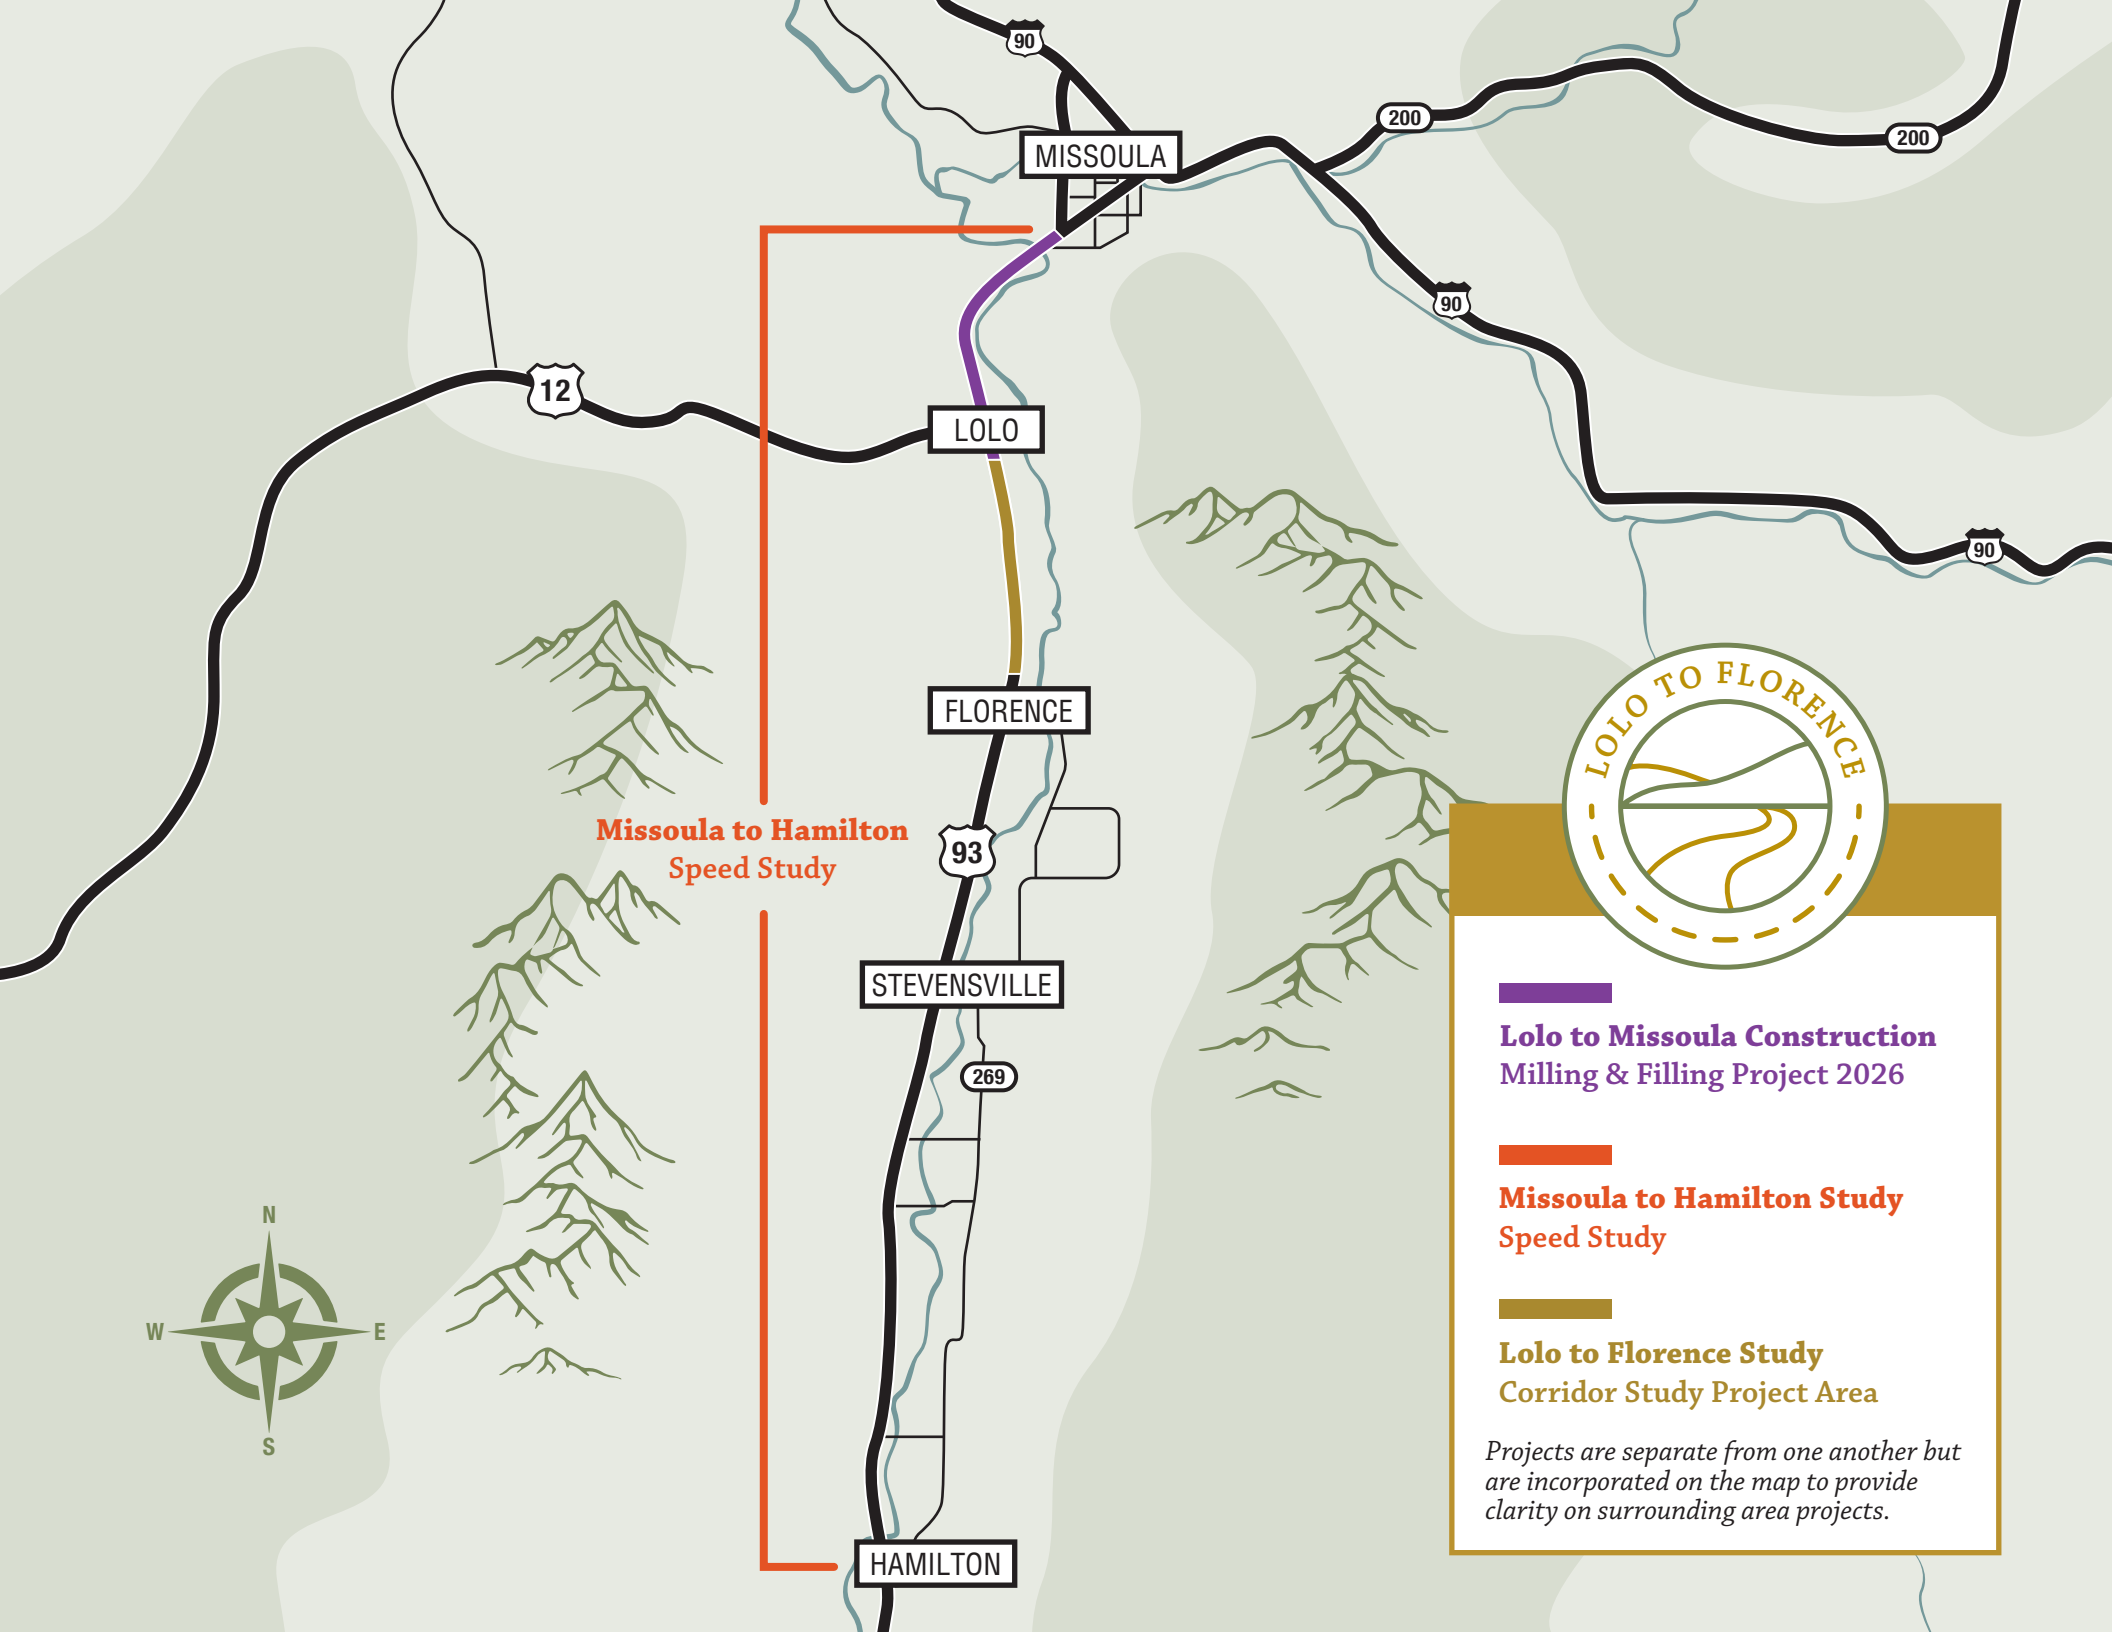 90
200
200
MISSOULA
90
12
LOLO
90
FLORENCE
Missoula to Hamilton
Speed Study
93
STEVENSVILLE
269
HAMILTON
N
W
E
S
LOLO TO FLORENCE
Lolo to Missoula Construction
Milling & Filling Project 2026
Missoula to Hamilton Study
Speed Study
Lolo to Florence Study
Corridor Study Project Area
Projects are separate from one another but
are incorporated on the map to provide
clarity on surrounding area projects.